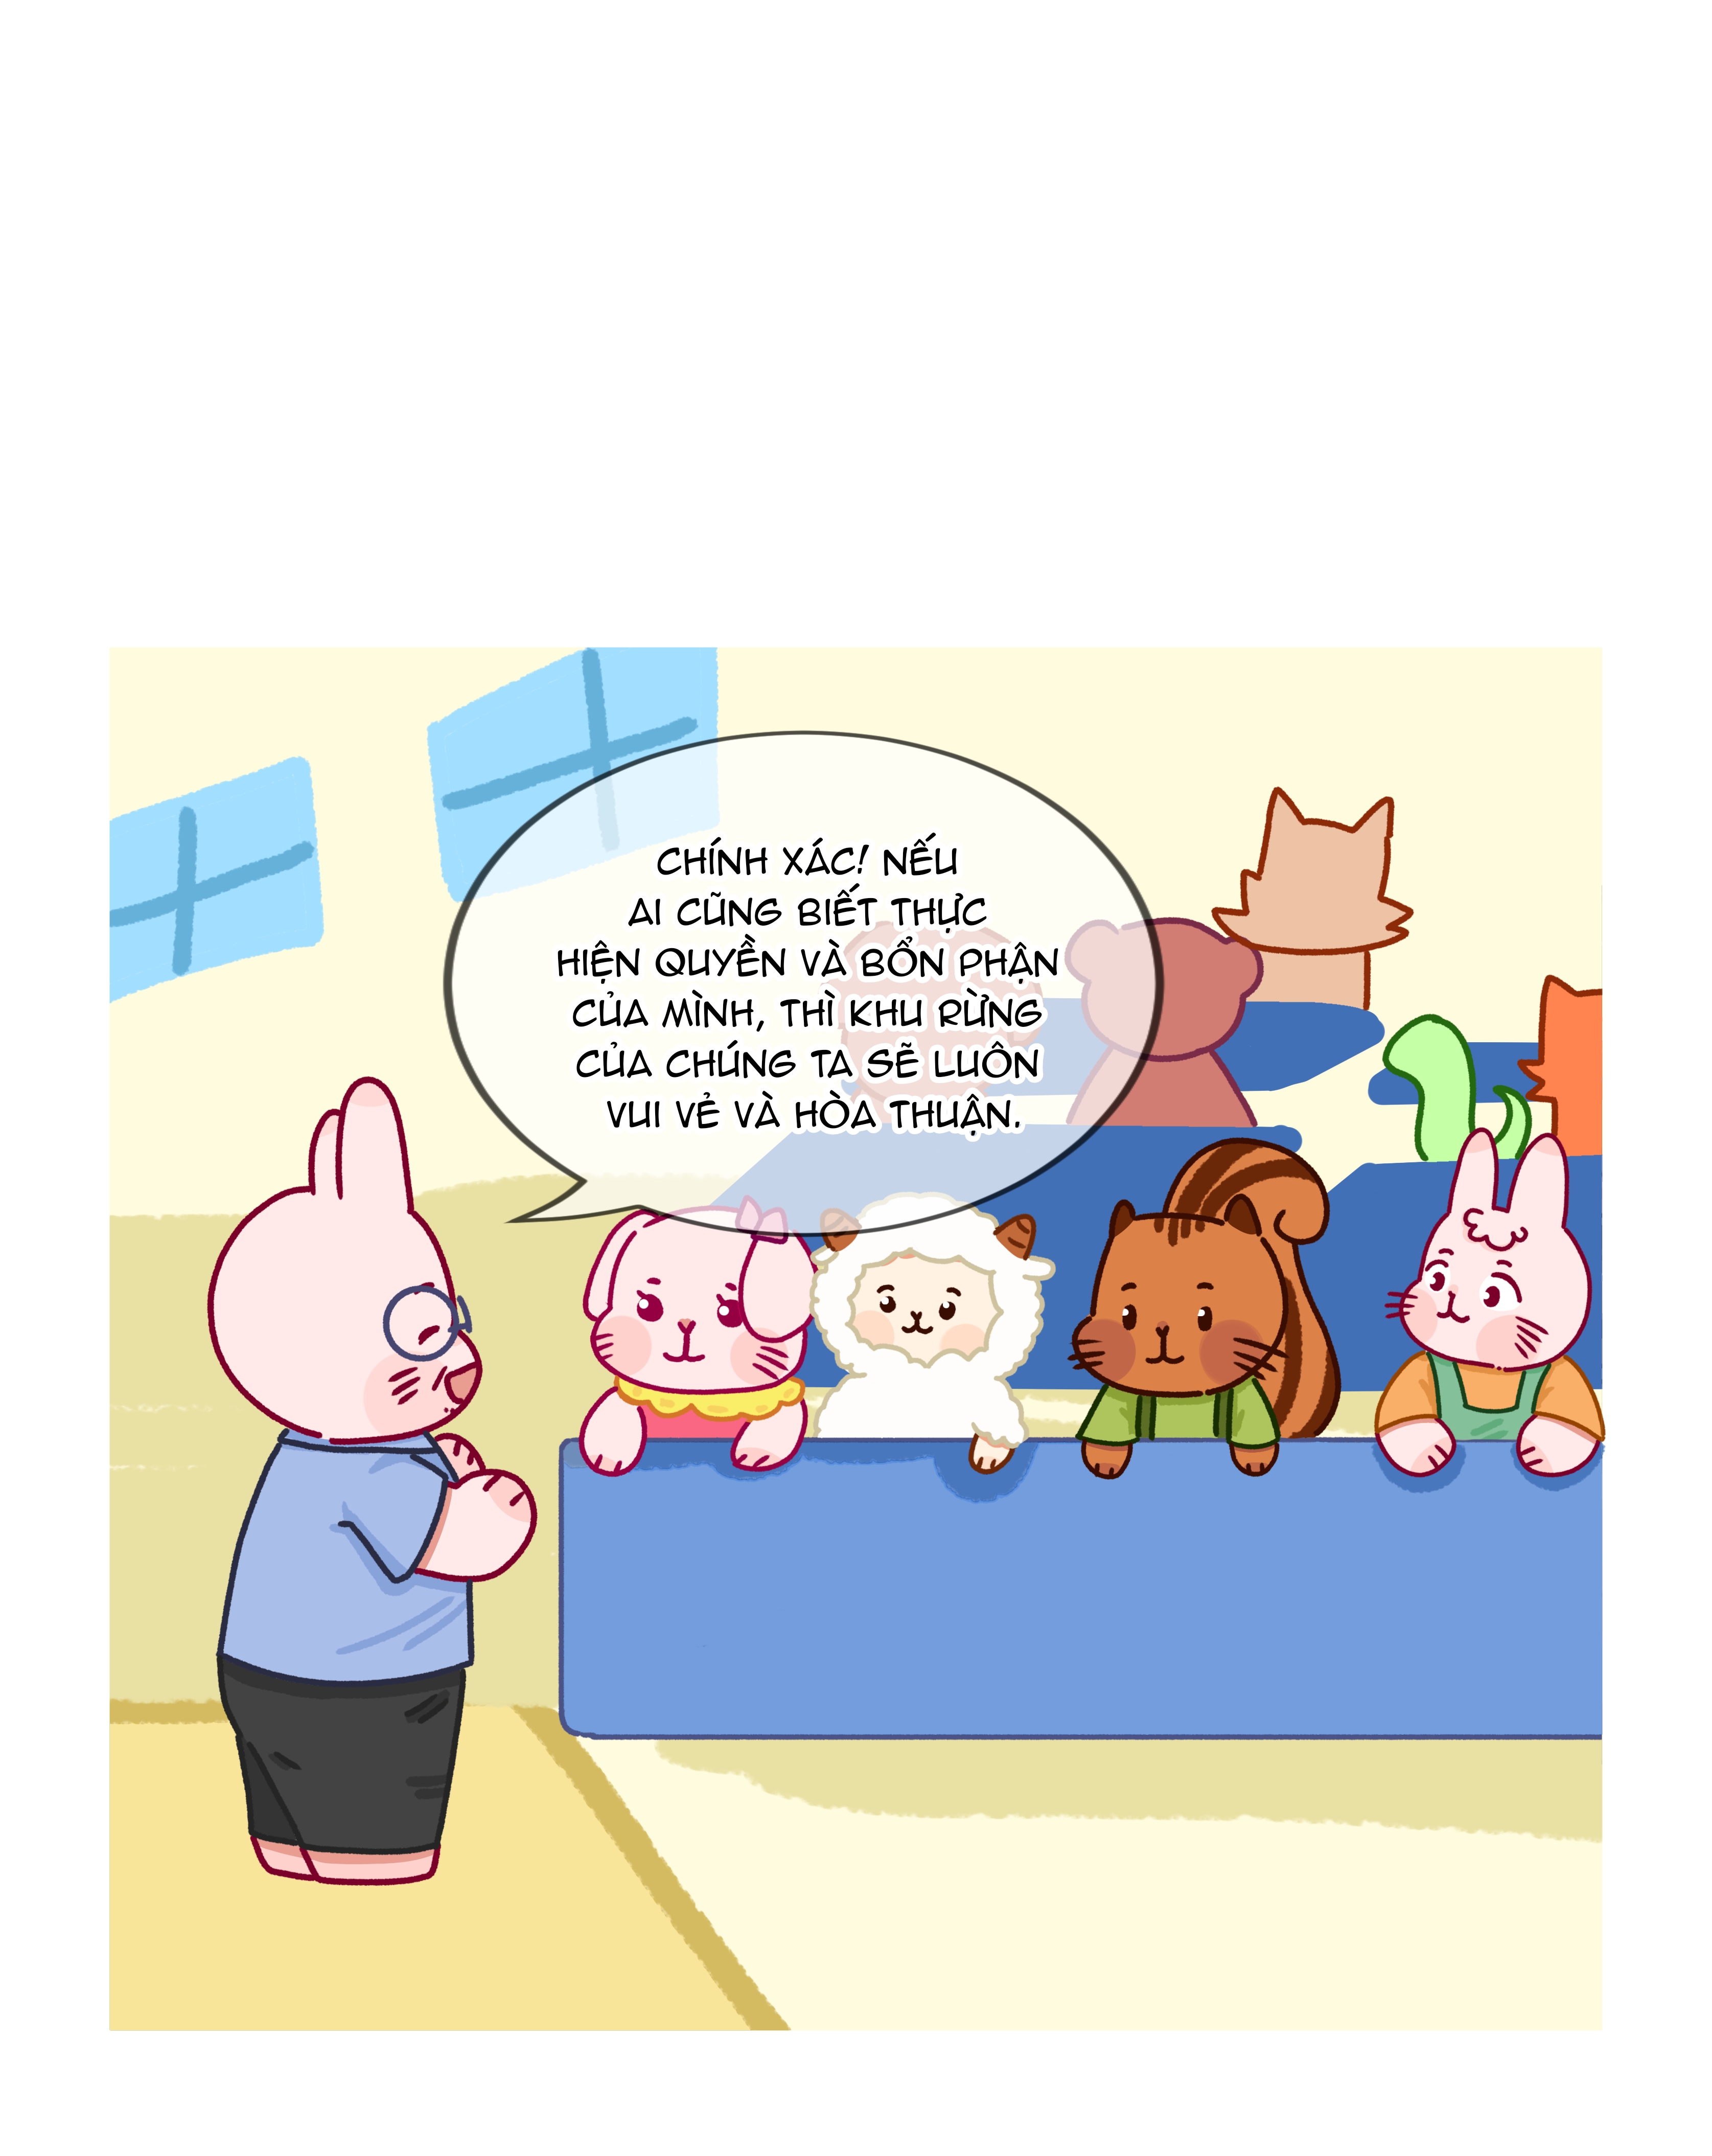 CHÍNH XÁC! NẾU
AI CŨNG BIẾT THỰC
HIỆN QUYỀN VÀ BỔN PHẬN
CỦA MÌNH, THÌ KHU RỪNG
CỦA CHÚNG TA SẼ LUÔN
VUI VẺ VÀ HÒA THUẬN.